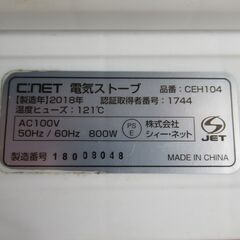 C:NET 電気ストーブ 品番：CEH104
【製造年】2018年 認証取得者番号：1744
温度ヒューズ：121℃
AC100V
50Hz / 60Hz 800W
PS
E
株式会社
シィー・ネット
S
JET
製造番号 18008048
MADE IN CHINA